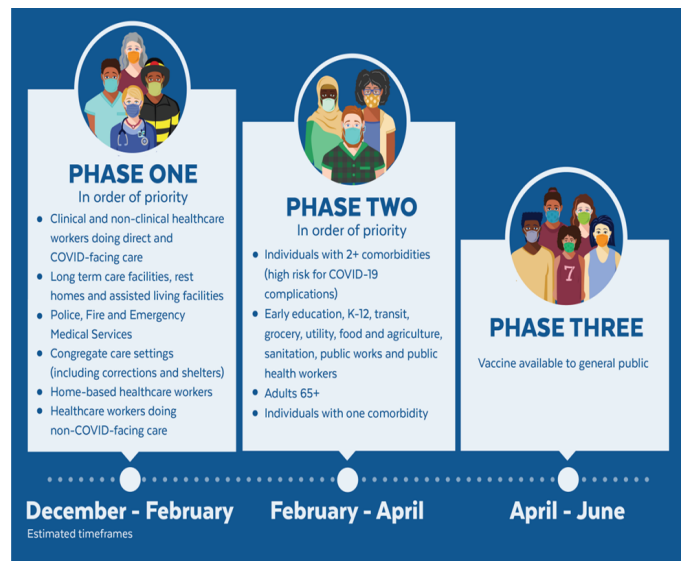 PHASE ONE
In order of priority
• Clinical and non-clinical healthcare
workers doing direct and
COVID-facing care
• Long term care facilities, rest
homes and assisted living facilities
• Police, Fire and Emergency
Medical Services
• Congregate care settings
(including corrections and shelters)
• Home-based healthcare workers
• Healthcare workers doing
non-COVID-facing care
PHASE TWO
In order of priority
• Individuals with 2+ comorbidities
(high risk for COVID-19
complications)
• Early education, K-12, transit,
grocery, utility, food and agriculture,
sanitation, public works and public
health workers
• Adults 65+
• Individuals with one comorbidity
7
PHASE THREE
Vaccine available to general public
December - February
Estimated timeframes
February - April
April - June